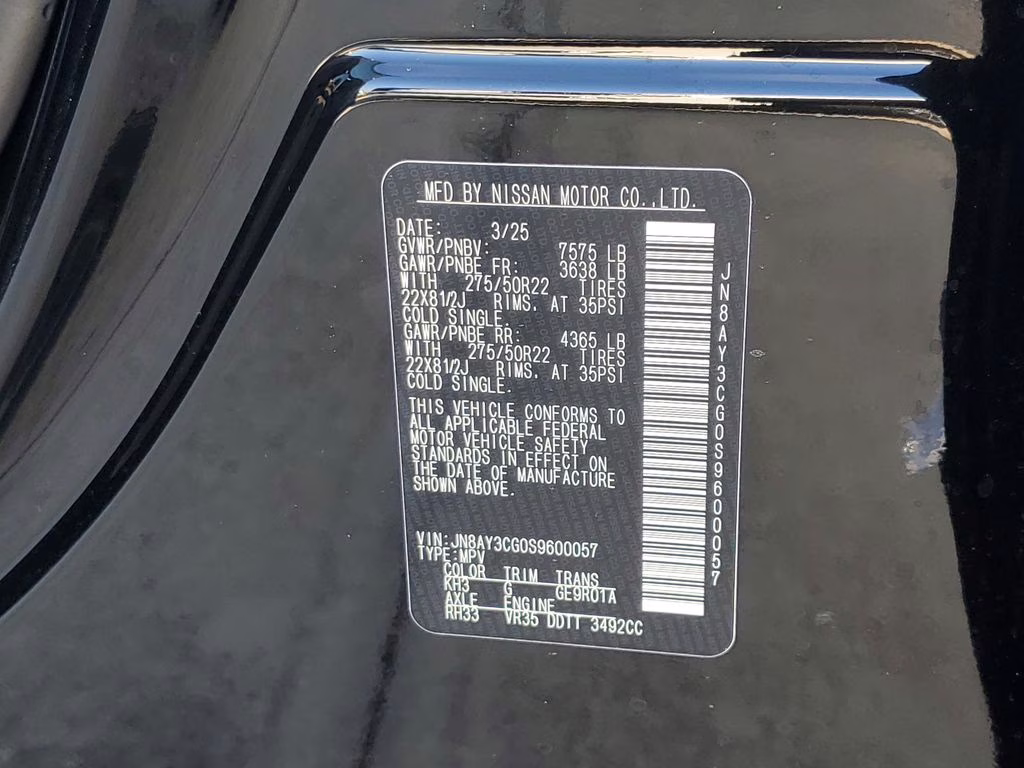 MFD BY NISSAN MOTOR CO.,LTD.
DATE: 3/25
GVWR/PNBV: 7575 LB
GAWR/PNBE FR: 3638 LB
WITH 275/50R22 TIRES
22X81/2J RIMS, AT 35PSI
COLD SINGLE.
GAWR/PNBE RR: 4365 LB
WITH 275/50R22 TIRES
22X81/2J RIMS, AT 35PSI
COLD SINGLE.
THIS VEHICLE CONFORMS TO
ALL APPLICABLE FEDERAL
MOTOR VEHICLE SAFETY
STANDARDS IN EFFECT ON
THE DATE OF MANUFACTURE
SHOWN ABOVE.
VIN:JN8AY3CG0S9600057
TYPE:MPV
COLOR TRIM TRANS
KH3 G GE9R01A
AXLE ENGINE
RH33 VR35 DDTT 3492CC
JN8AY3CG0S9600057